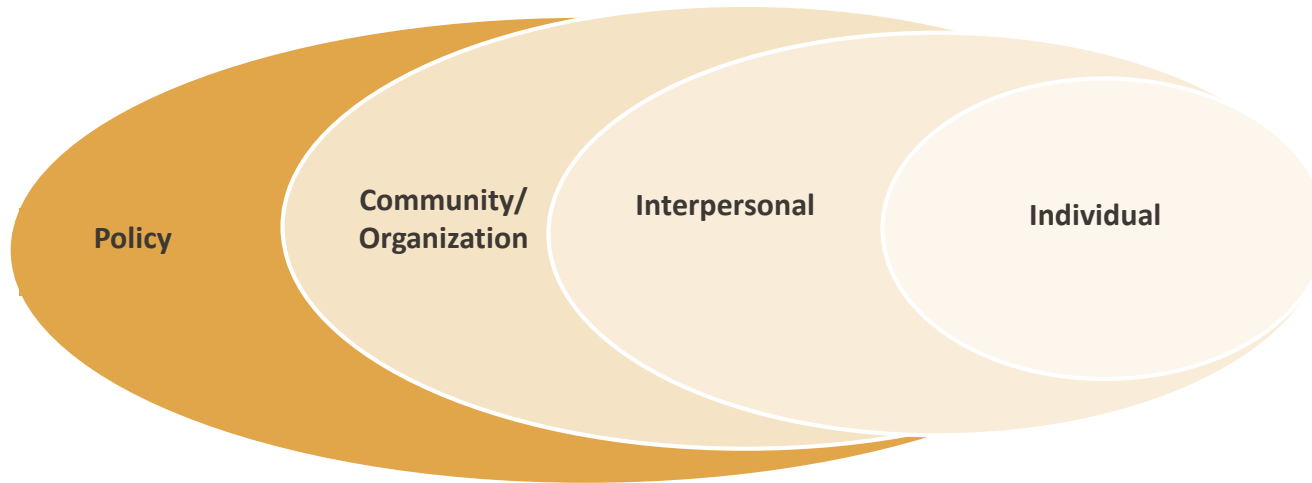 Policy
Community/
Organization
Interpersonal
Individual